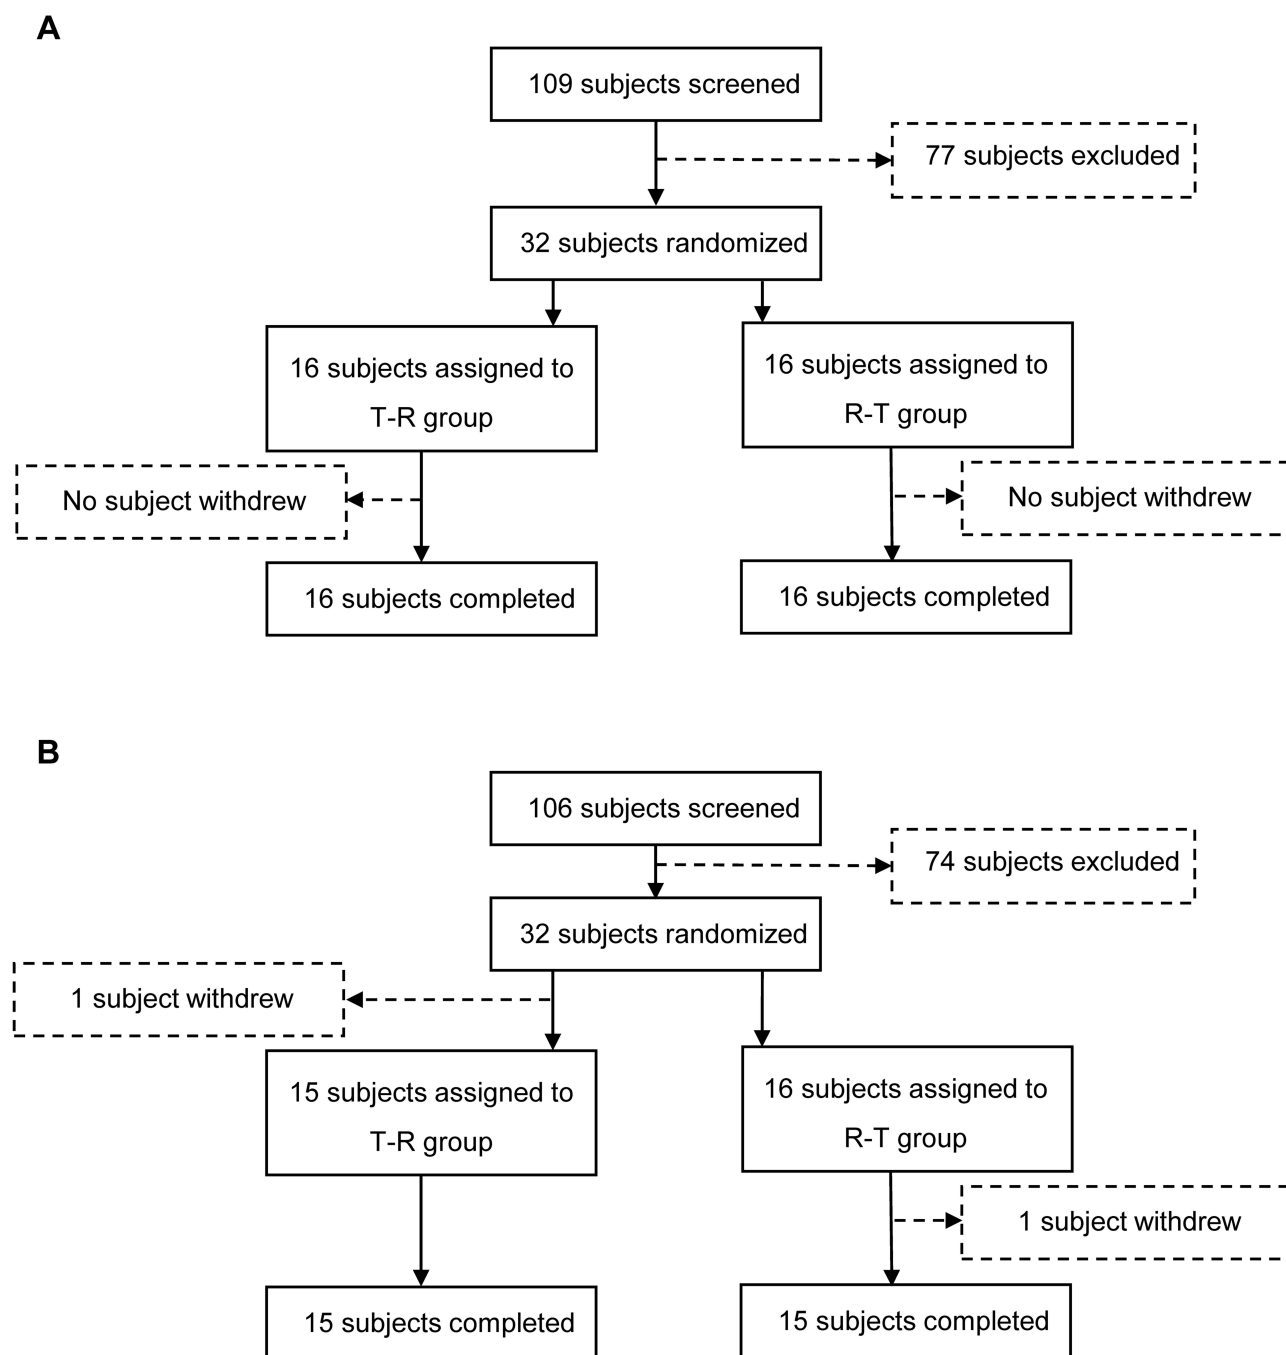 A
109 subjects screened
77 subjects excluded
32 subjects randomized
16 subjects assigned to
T-R group
16 subjects assigned to
R-T group
No subject withdrew
No subject withdrew
16 subjects completed
16 subjects completed
B
106 subjects screened
74 subjects excluded
32 subjects randomized
1 subject withdrew
15 subjects assigned to
T-R group
16 subjects assigned to
R-T group
1 subject withdrew
15 subjects completed
15 subjects completed